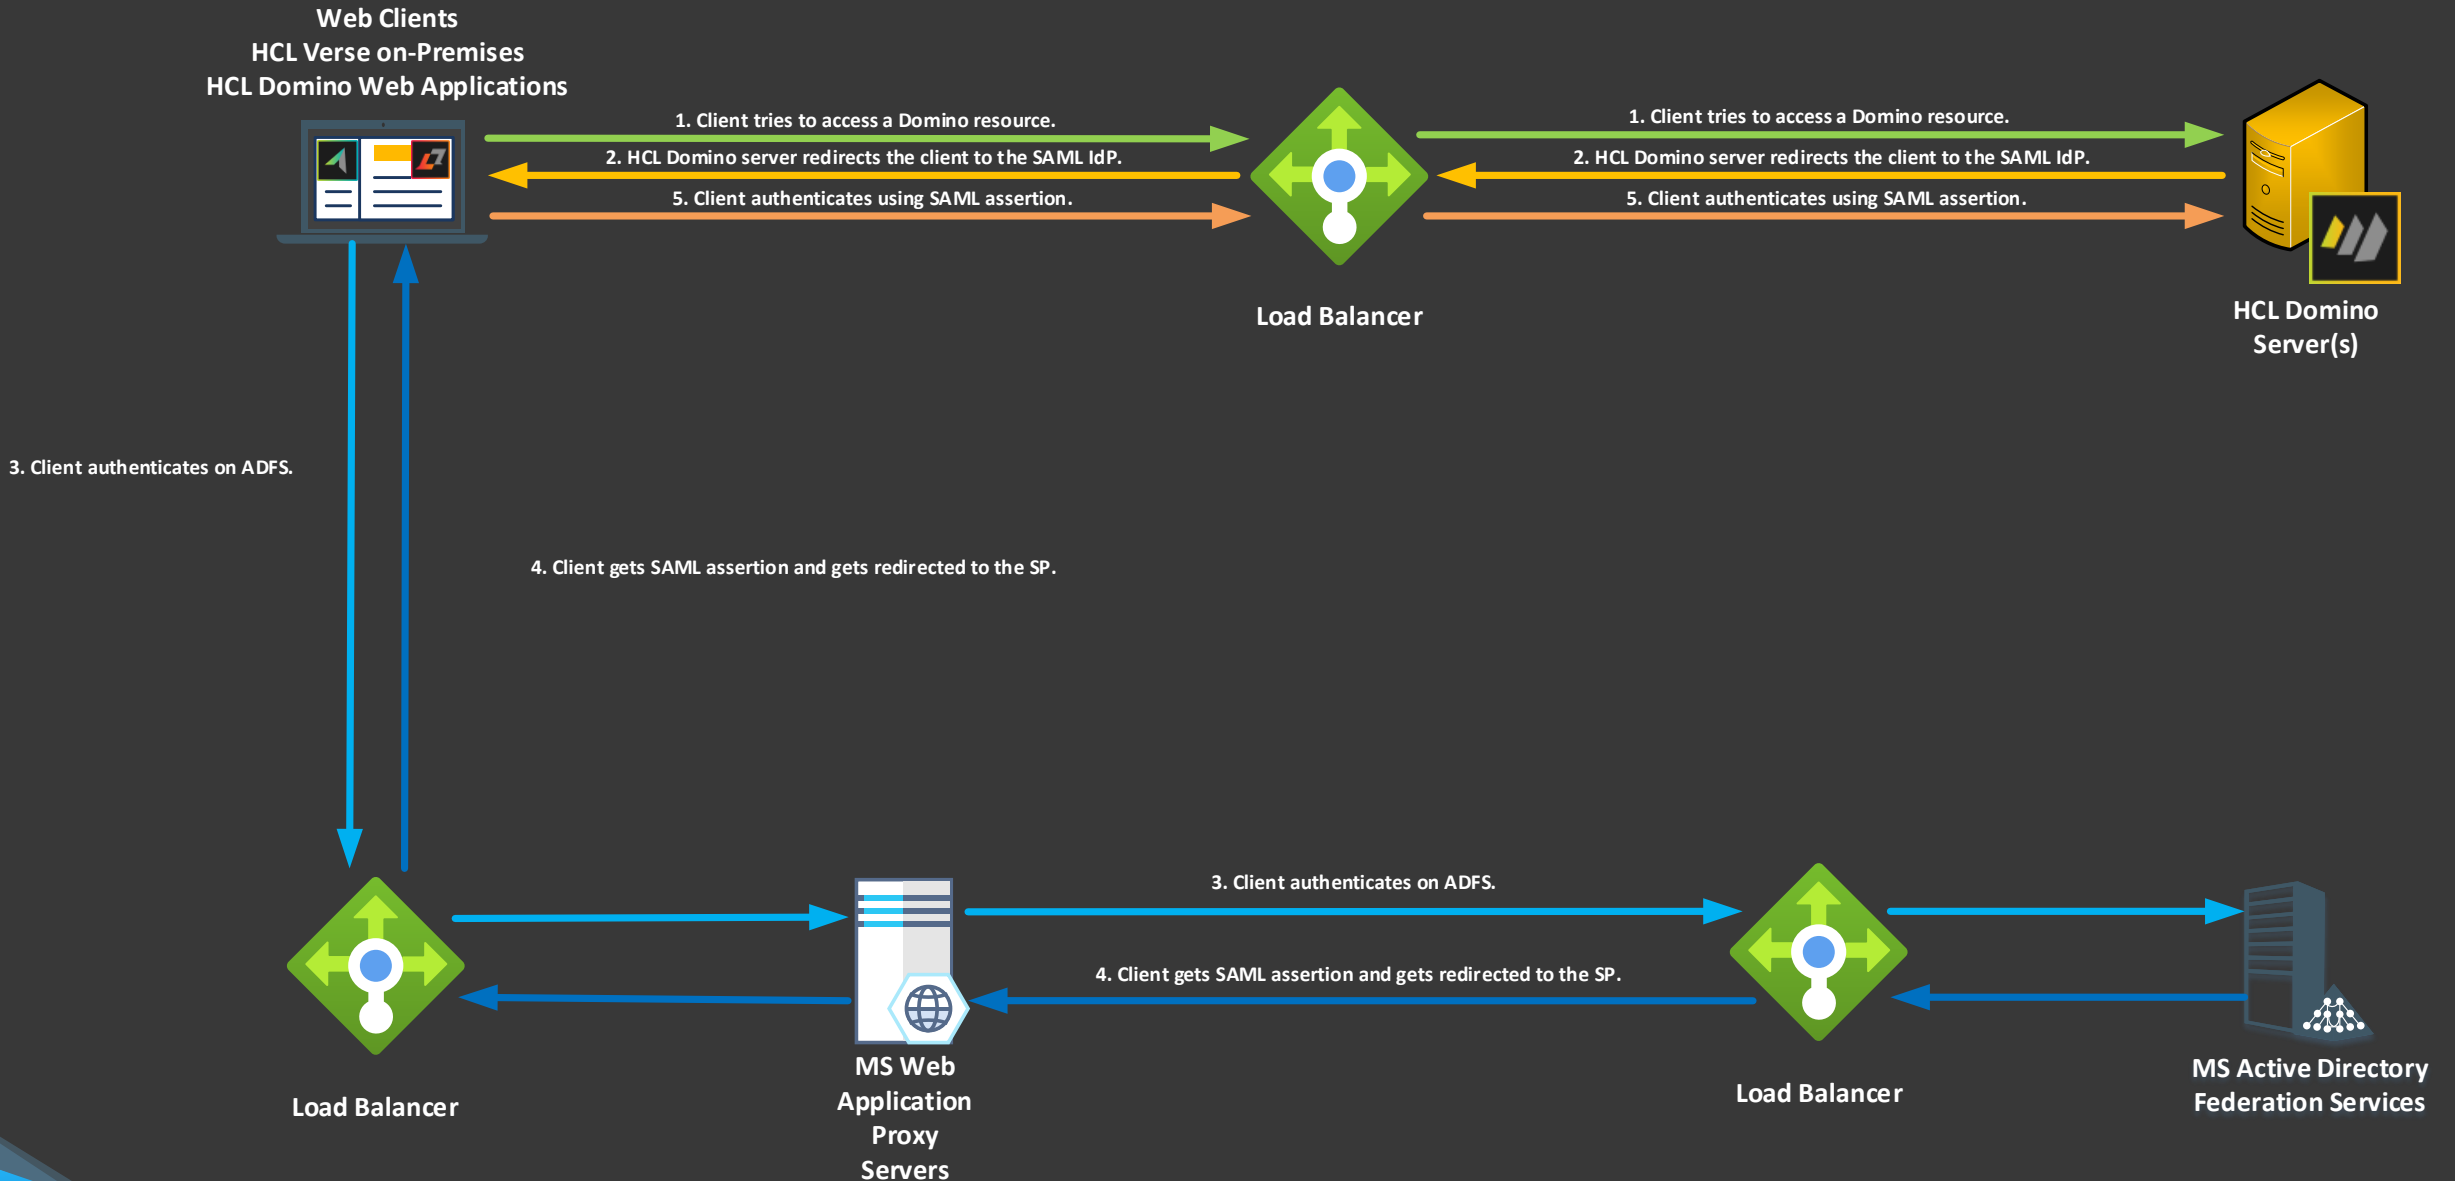 Web Clients
HCL Verse on-Premises
HCL Domino Web Applications
1. Client tries to access a Domino resource.
2. HCL Domino server redirects the client to the SAML IdP.
5. Client authenticates using SAML assertion.
Load Balancer
1. Client tries to access a Domino resource.
2. HCL Domino server redirects the client to the SAML IdP.
5. Client authenticates using SAML assertion.
HCL Domino
Server(s)
3. Client authenticates on ADFS.
4. Client gets SAML assertion and gets redirected to the SP.
Load Balancer
MS Web
Application
Proxy
Servers
3. Client authenticates on ADFS.
4. Client gets SAML assertion and gets redirected to the SP.
Load Balancer
MS Active Directory
Federation Services